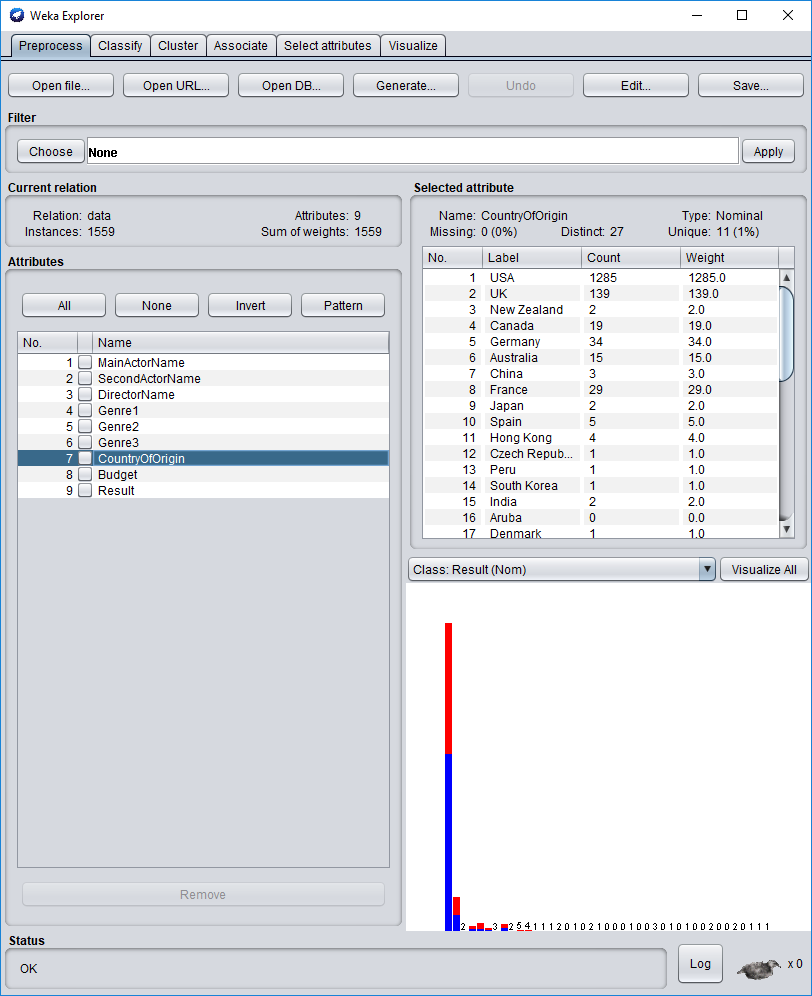 Weka Explorer
Preprocess Classify Cluster Associate Select attributes Visualize
Open file... Open URL... Open DB... Generate... Undo Edit... Save...
Filter
Choose None Apply
Current relation
Relation: data Attributes: 9
Instances: 1559 Sum of weights: 1559
Attributes
All None Invert Pattern
No. Name
1 MainActorName
2 SecondActorName
3 DirectorName
4 Genre1
5 Genre2
6 Genre3
7 CountryOfOrigin
8 Budget
9 Result
Remove
Selected attribute
Name: CountryOfOrigin Type: Nominal
Missing: 0 (0%) Distinct: 27 Unique: 11 (1%)
No. Label Count Weight
1 USA 1285 1285.0
2 UK 139 139.0
3 New Zealand 2 2.0
4 Canada 19 19.0
5 Germany 34 34.0
6 Australia 15 15.0
7 China 3 3.0
8 France 29 29.0
9 Japan 2 2.0
10 Spain 5 5.0
11 Hong Kong 4 4.0
12 Czech Repub... 1 1.0
13 Peru 1 1.0
14 South Korea 1 1.0
15 India 2 2.0
16 Aruba 0 0.0
17 Denmark 1 1.0
Class: Result (Nom) Visualize All
2 3 2 5 4 1 1 1 2 0 1 0 2 1 0 0 0 1 0 0 3 0 1 0 0 2 0 0 2 0 1 1 1
Status
OK
Log x 0